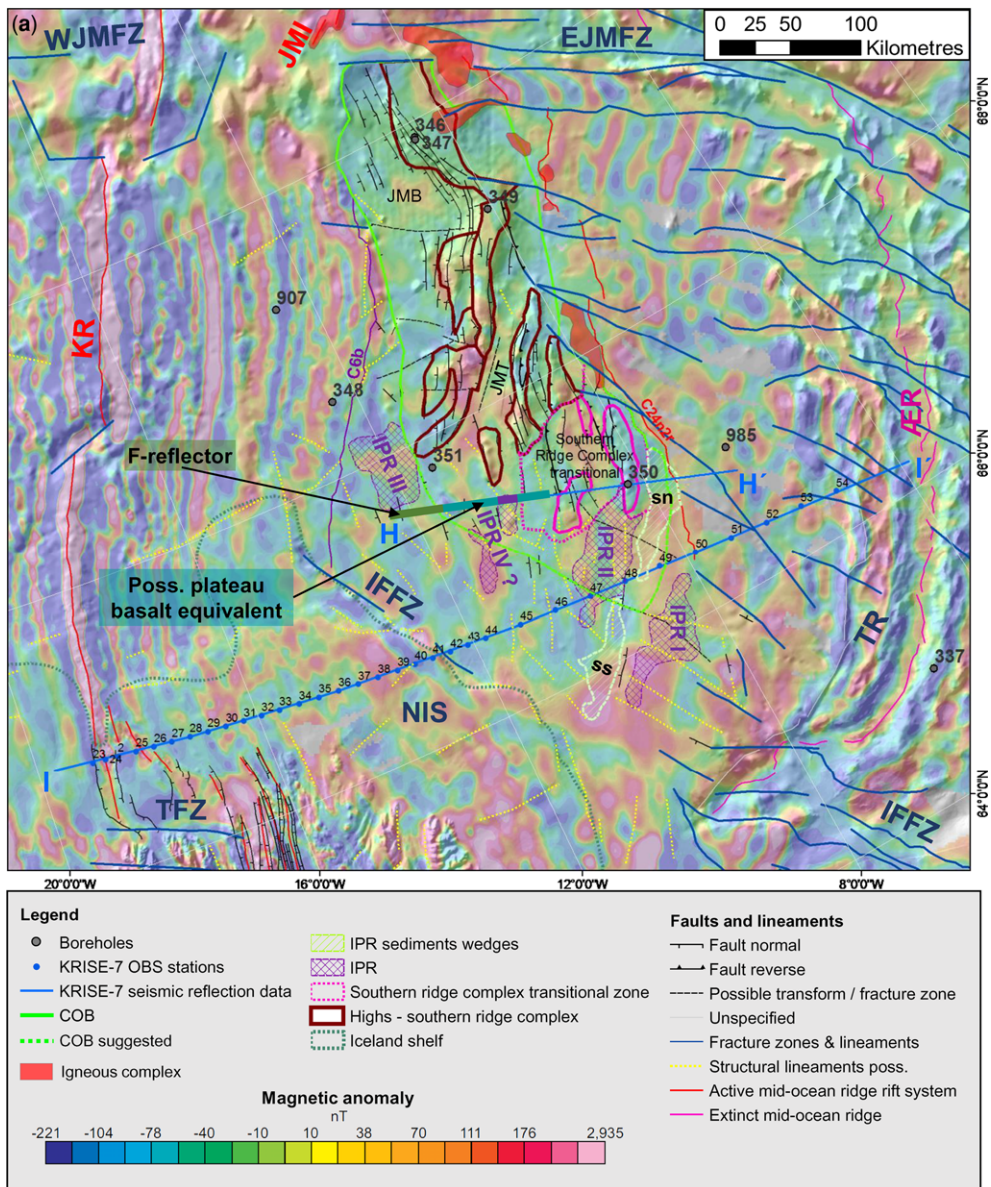 (a)
WJMFZ
JMI
EJMFZ
0 25 50 100
Kilometres
68°0'0"N
346
347
JMB
349
907
KR
C6b
348
JMT
ÆR
66°0'0"N
C24n2r
985
F-reflector
IPR III
351
Southern
Ridge Complex
transitional
350
H´
I´
sn
H
IPR IV ?
IPR II
54
53
52
51
50
49
48
47
46
45
44
43
42
41
40
39
38
37
36
35
34
33
32
31
30
29
28
27
26
25
2
24
23
Poss. plateau
basalt equivalent
IFFZ
IPR I
TR
337
ss
NIS
I
TFZ
IFFZ
64°0'0"N
20°0'0"W 16°0'0"W 12°0'0"W 8°0'0"W
Legend
Boreholes
KRISE-7 OBS stations
KRISE-7 seismic reflection data
COB
COB suggested
Igneous complex
IPR sediments wedges
IPR
Southern ridge complex transitional zone
Highs - southern ridge complex
Iceland shelf
Faults and lineaments
Fault normal
Fault reverse
Possible transform / fracture zone
Unspecified
Fracture zones & lineaments
Structural lineaments poss.
Active mid-ocean ridge rift system
Extinct mid-ocean ridge
Magnetic anomaly
nT
-221 -104 -78 -40 -10 10 38 70 111 176 2,935